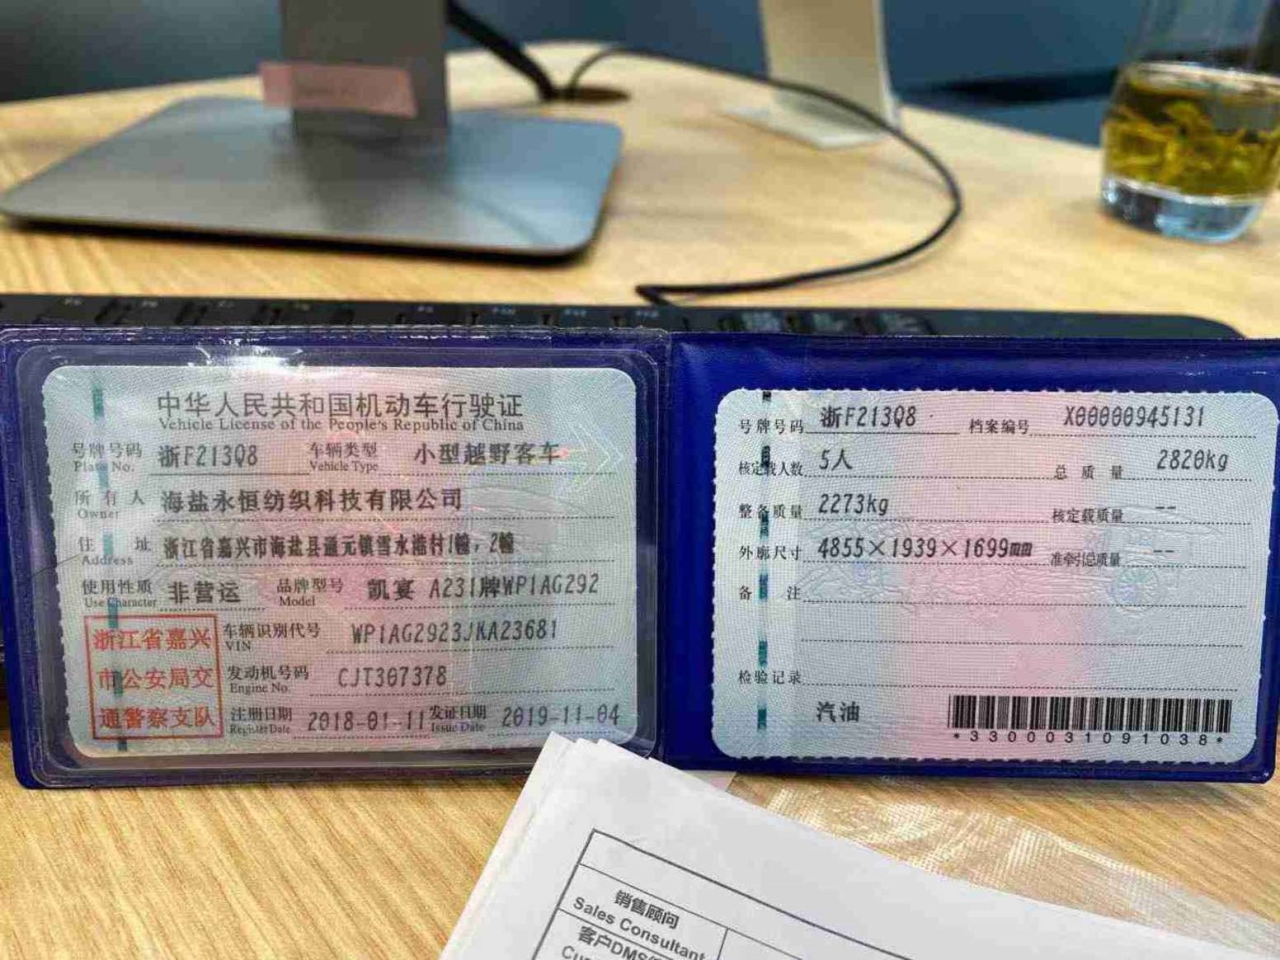 中华人民共和国机动车行驶证
Vehicle License of the People's Republic of China
号牌号码 浙F213Q8 车辆类型 小型越野客车
Plate No. Vehicle Type
所有人 海盐永恒纺织科技有限公司
Owner
住址 浙江省嘉兴市海盐县通元镇雪水港村1幢，2幢
Address
使用性质 非营运 品牌型号 凯宴 A231牌WP1AG292
Use Character Model
浙江省嘉兴
市公安局交
通警察支队
车辆识别代号 WP1AG2923JKA23681
VIN
发动机号码 CJT307378
Engine No.
注册日期 2018-01-11 发证日期 2019-11-04
Register Date Issue Date
号牌号码 浙F213Q8 档案编号 X00000945131
核定载人数 5人 总质量 2820kg
整备质量 2273kg 核定载质量 --
外廓尺寸 4855×1939×1699mm 准牵引总质量 --
备注
检验记录
汽油
*3300031091038*
销售顾问
Sales Consultant
客户DMS